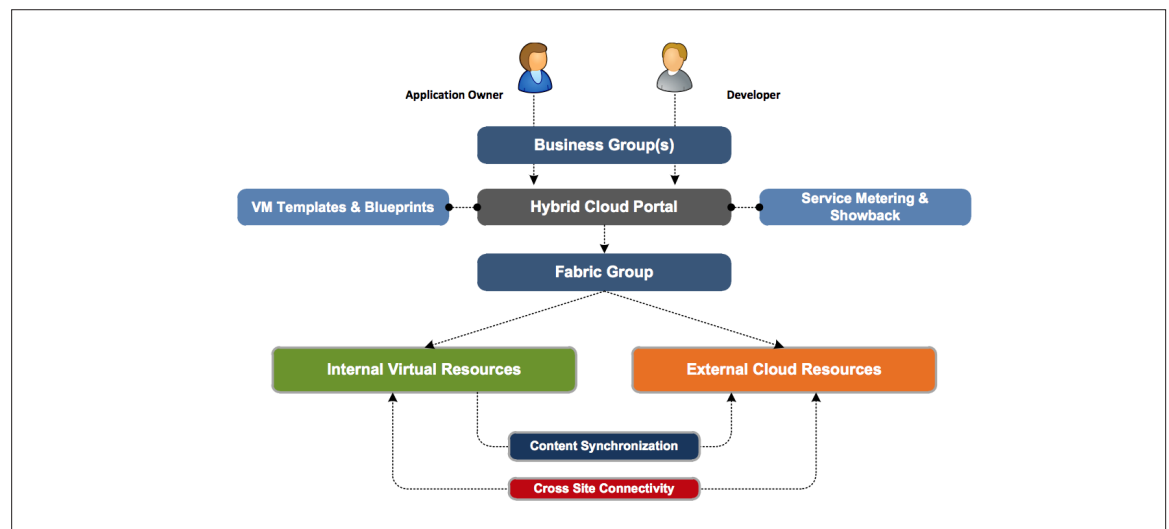 Application Owner
Developer
Business Group(s)
VM Templates & Blueprints
Hybrid Cloud Portal
Service Metering &
Showback
Fabric Group
Internal Virtual Resources
External Cloud Resources
Content Synchronization
Cross Site Connectivity